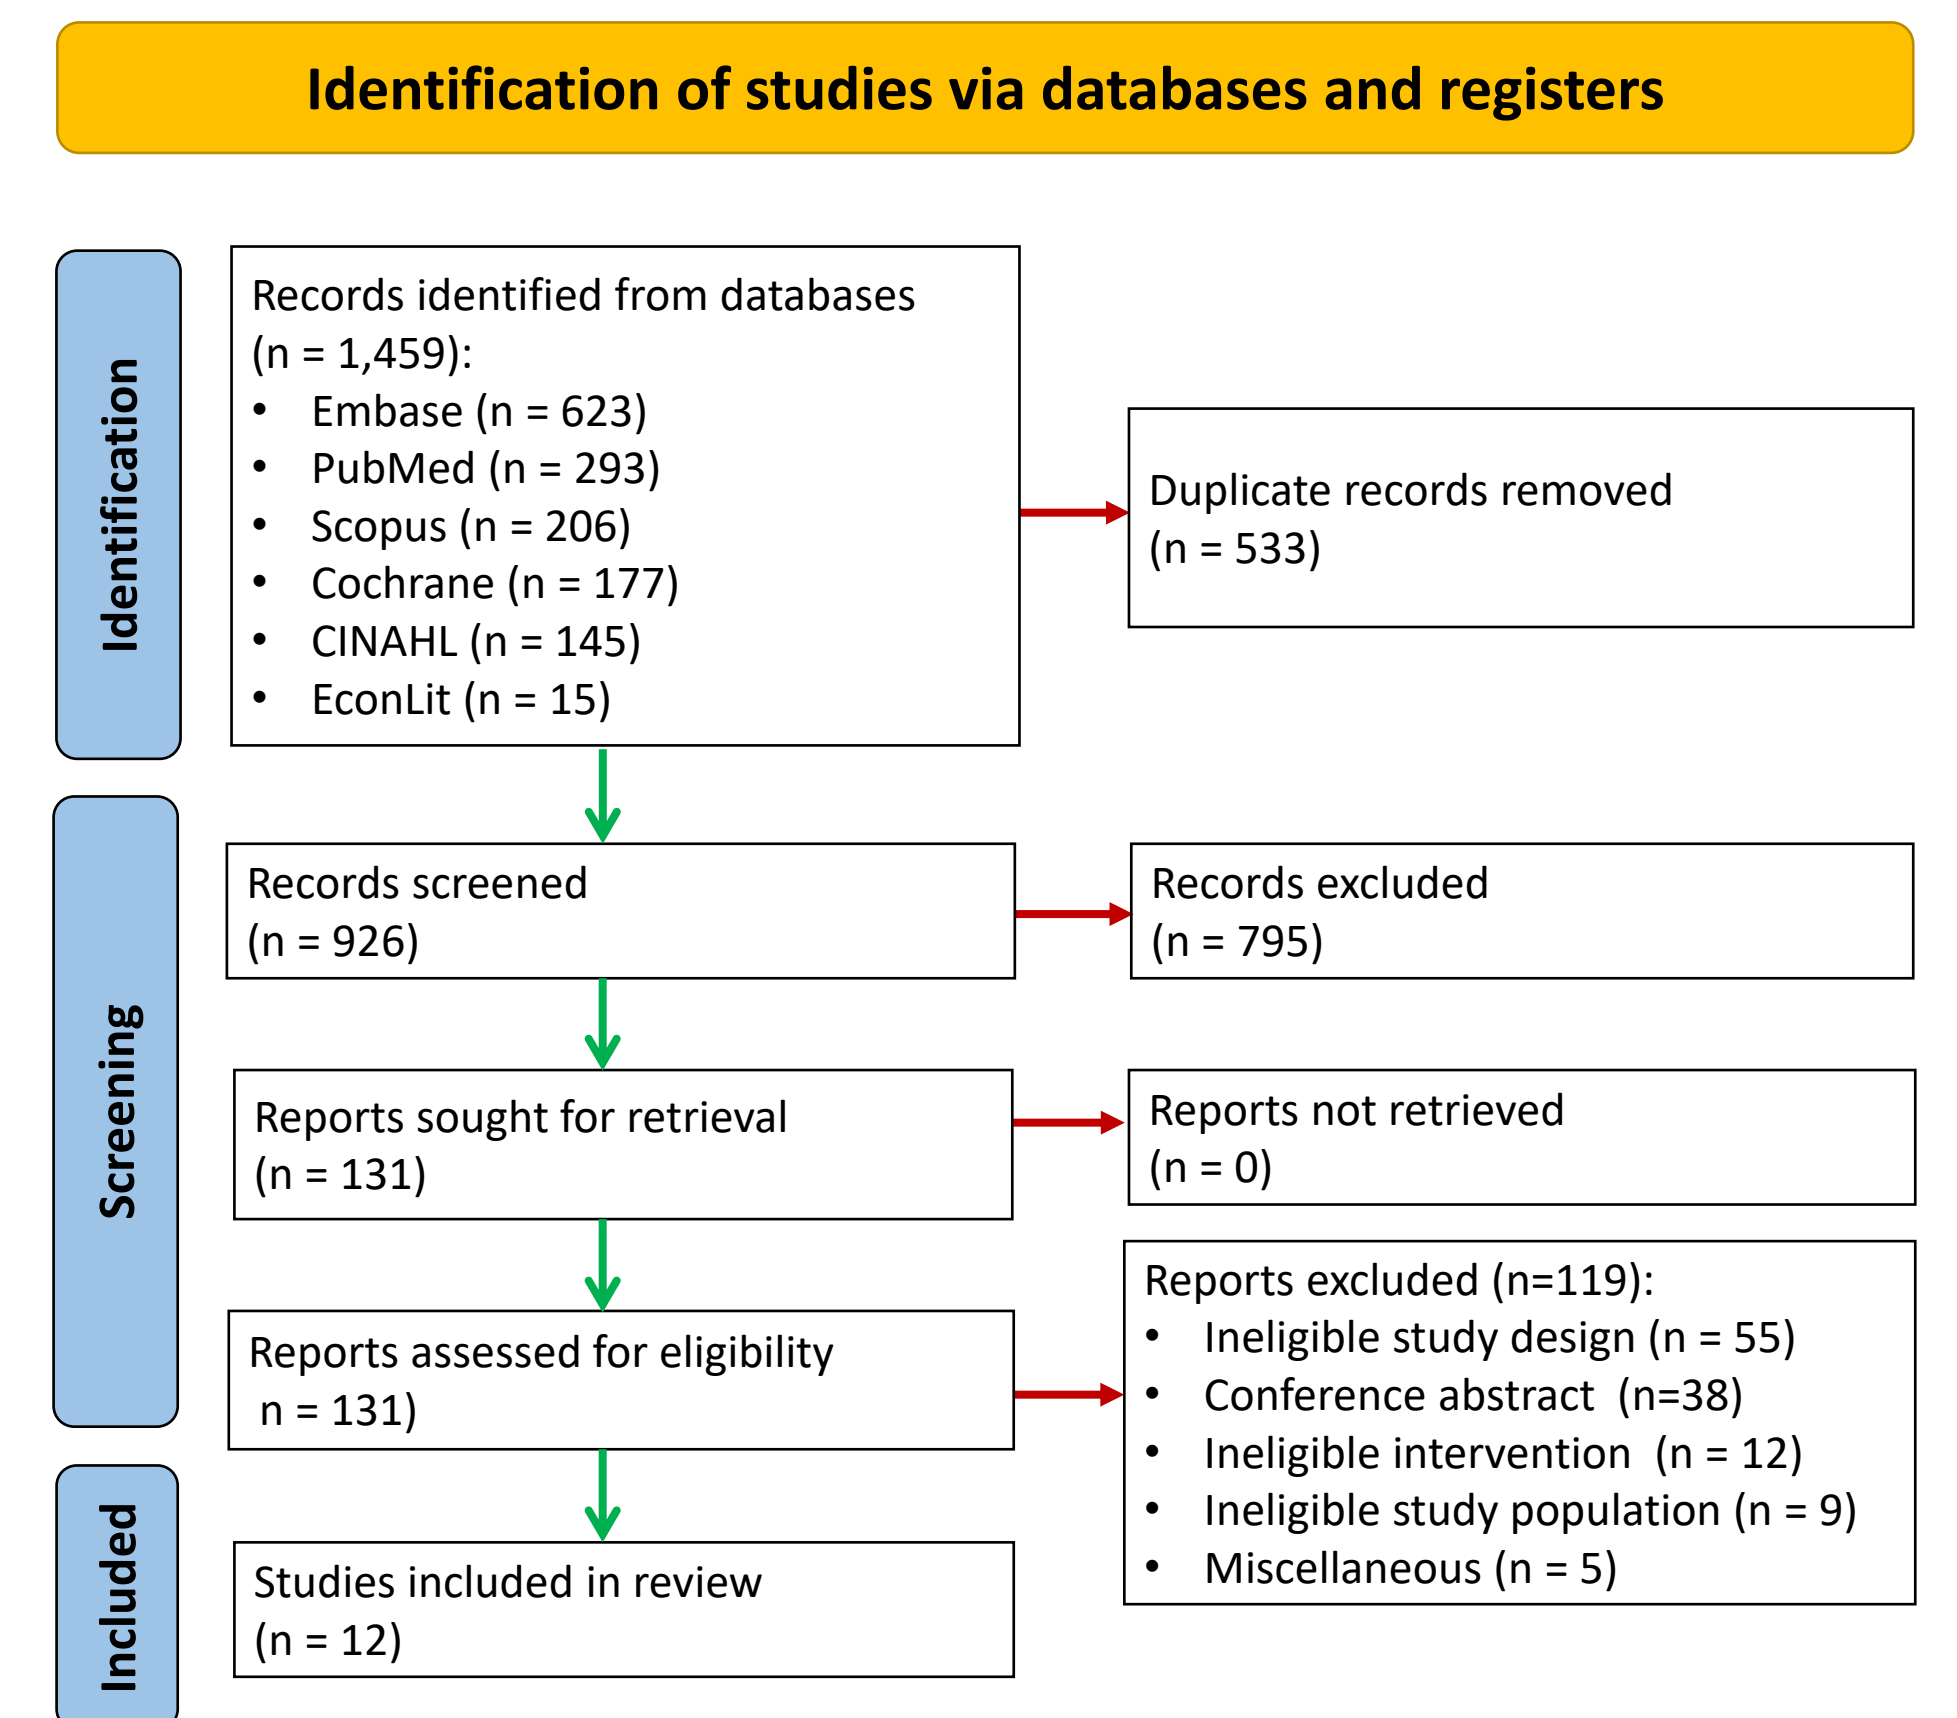 Identification of studies via databases and registers
Identification
Records identified from databases
(n = 1,459):
• Embase (n = 623)
• PubMed (n = 293)
• Scopus (n = 206)
• Cochrane (n = 177)
• CINAHL (n = 145)
• EconLit (n = 15)
Duplicate records removed
(n = 533)
Screening
Records screened
(n = 926)
Records excluded
(n = 795)
Reports sought for retrieval
(n = 131)
Reports not retrieved
(n = 0)
Reports assessed for eligibility
n = 131)
Reports excluded (n=119):
• Ineligible study design (n = 55)
• Conference abstract (n=38)
• Ineligible intervention (n = 12)
• Ineligible study population (n = 9)
• Miscellaneous (n = 5)
Included
Studies included in review
(n = 12)